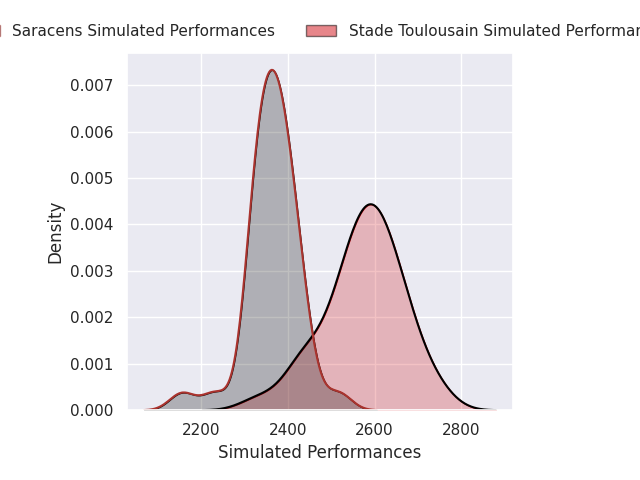 Saracens Simulated Performances
Stade Toulousain Simulated
0.007
0.006
0.005
0.004
0.003
0.002
0.001
0.000
Density
2200 2400 2600 2800
Simulated Performances